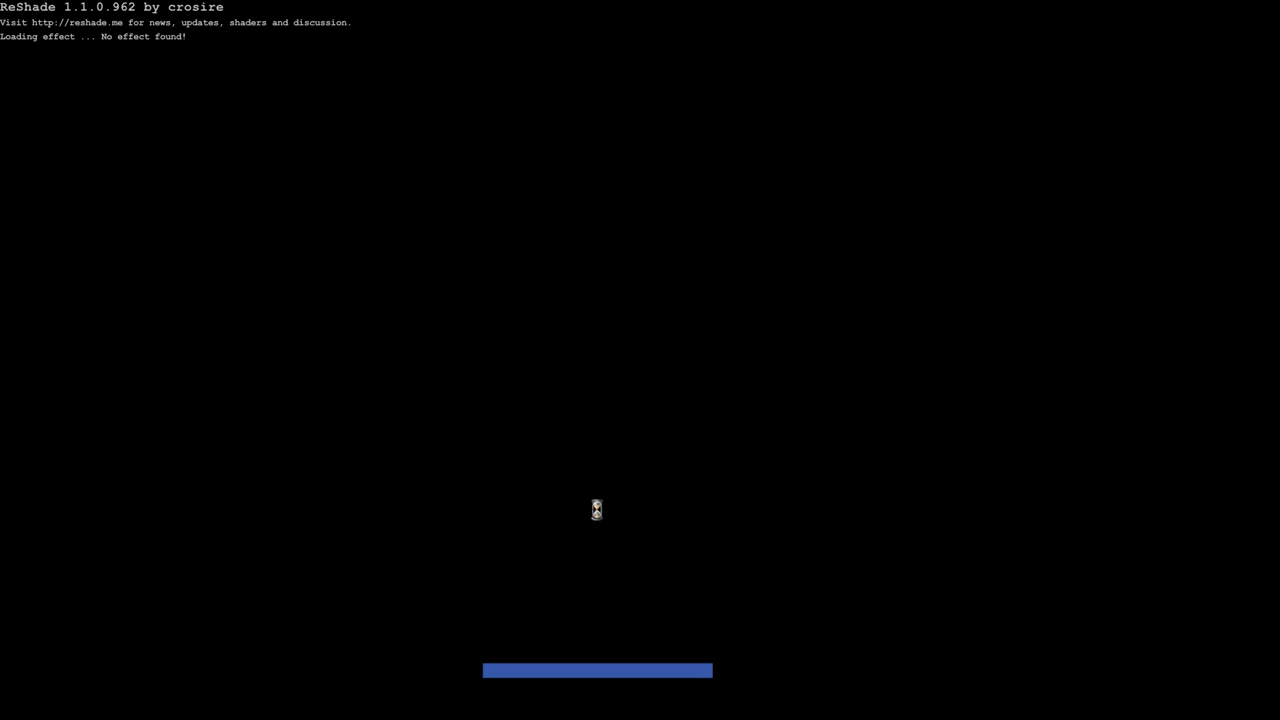 ReShade 1.1.0.962 by crosire
Visit http://reshade.me for news, updates, shaders and discussion.
Loading effect ... No effect found!